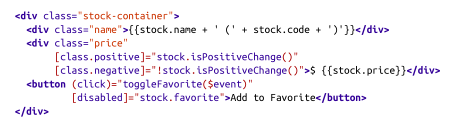 <div class="stock-container">
<div class="name">{{stock.name + ' (' + stock.code + ')'}}</div>
<div class="price"
[class.positive]="stock.isPositiveChange()"
[class.negative]="!stock.isPositiveChange()">$ {{stock.price}}</div>
<button (click)="toggleFavorite($event)"
[disabled]="stock.favorite">Add to Favorite</button>
</div>